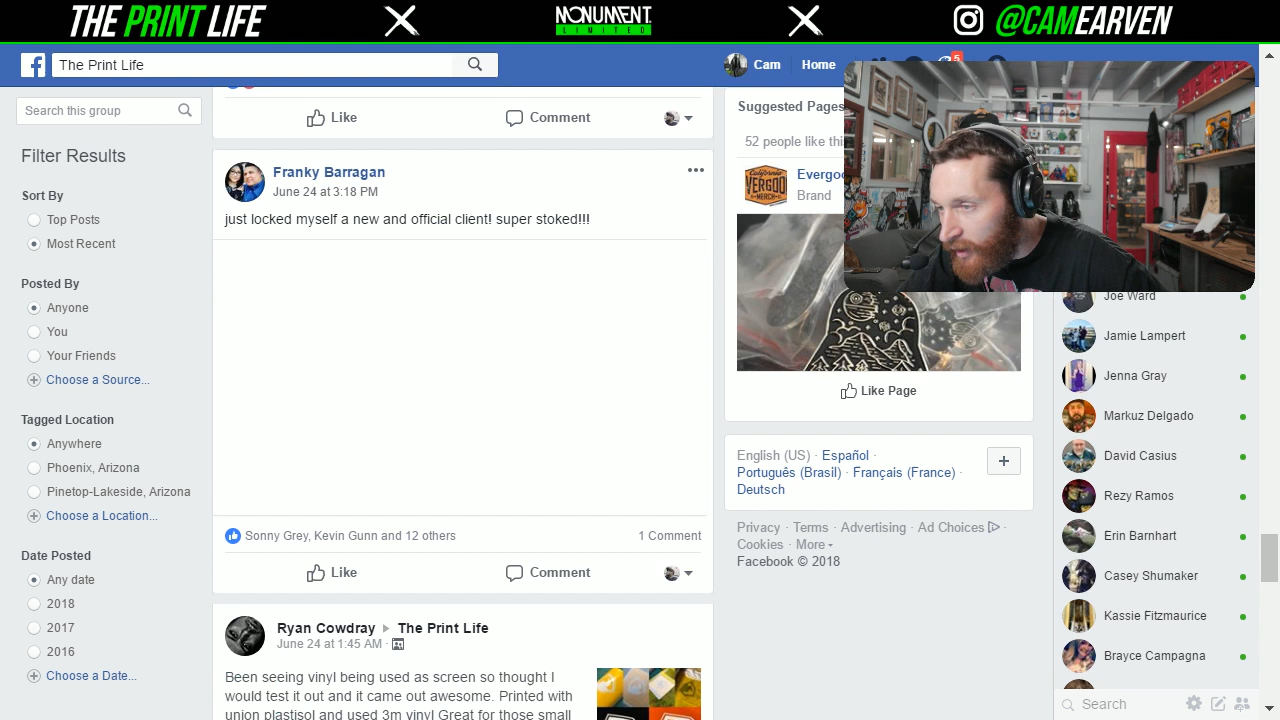 THE PRINT LIFE
MONUMENT.
LIMITED
@CAMEARVEN
The Print Life
Cam
Home
5
Search this group
Filter Results
Sort By
Top Posts
Most Recent
Posted By
Anyone
You
Your Friends
Choose a Source...
Tagged Location
Anywhere
Phoenix, Arizona
Pinetop-Lakeside, Arizona
Choose a Location...
Date Posted
Any date
2018
2017
2016
Choose a Date...
Like
Comment
Franky Barragan
June 24 at 3:18 PM
just locked myself a new and official client! super stoked!!!
Sonny Grey, Kevin Gunn and 12 others
1 Comment
Like
Comment
Ryan Cowdray ▶ The Print Life
June 24 at 1:45 AM ·
Been seeing vinyl being used as screen so thought I
would test it out and it came out awesome. Printed with
union plastisol and used 3m vinyl Great for those small
Suggested Pages
52 people like thi
California
VERGOO
MERCH
Evergoo
Brand
Like Page
English (US) · Español ·
Português (Brasil) · Français (France) ·
Deutsch
Privacy · Terms · Advertising · Ad Choices ·
Cookies · More
Facebook © 2018
Joe Ward
Jamie Lampert
Jenna Gray
Markuz Delgado
David Casius
Rezy Ramos
Erin Barnhart
Casey Shumaker
Kassie Fitzmaurice
Brayce Campagna
Search